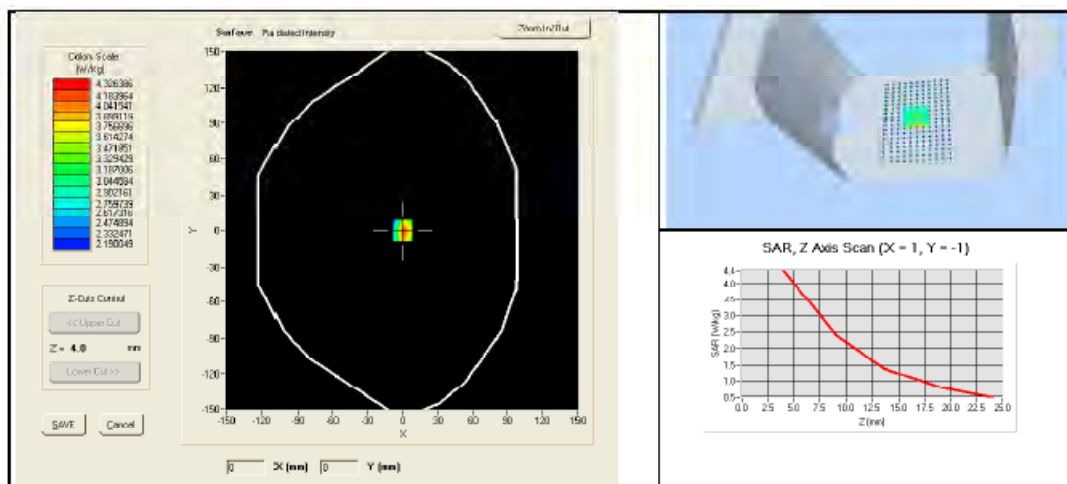 Surface Radiated Intensity
Zoom In/Out
Colors Scale
(W/Kg)
4.326386
4.183964
4.041541
3.899119
3.756696
3.614274
3.471851
3.329429
3.187006
3.044584
2.902161
2.759739
2.617316
2.474894
2.332471
2.190049
150
120
90
60
30
0
-30
-60
-90
-120
-150
Y
-150 -120 -90 -60 -30 0 30 60 90 120 150
X
Z-Cuts Control
<< Upper Cut
Z = 4.0 mm
Lower Cut >>
SAVE Cancel
0 X (mm) 0 Y (mm)
SAR, Z Axis Scan (X = 1, Y = -1)
SAR (W/kg)
4.4
4.0
3.5
3.0
2.5
2.0
1.5
1.0
0.5
0.0 2.5 5.0 7.5 10.0 12.5 15.0 17.5 20.0 22.5 25.0
Z (mm)